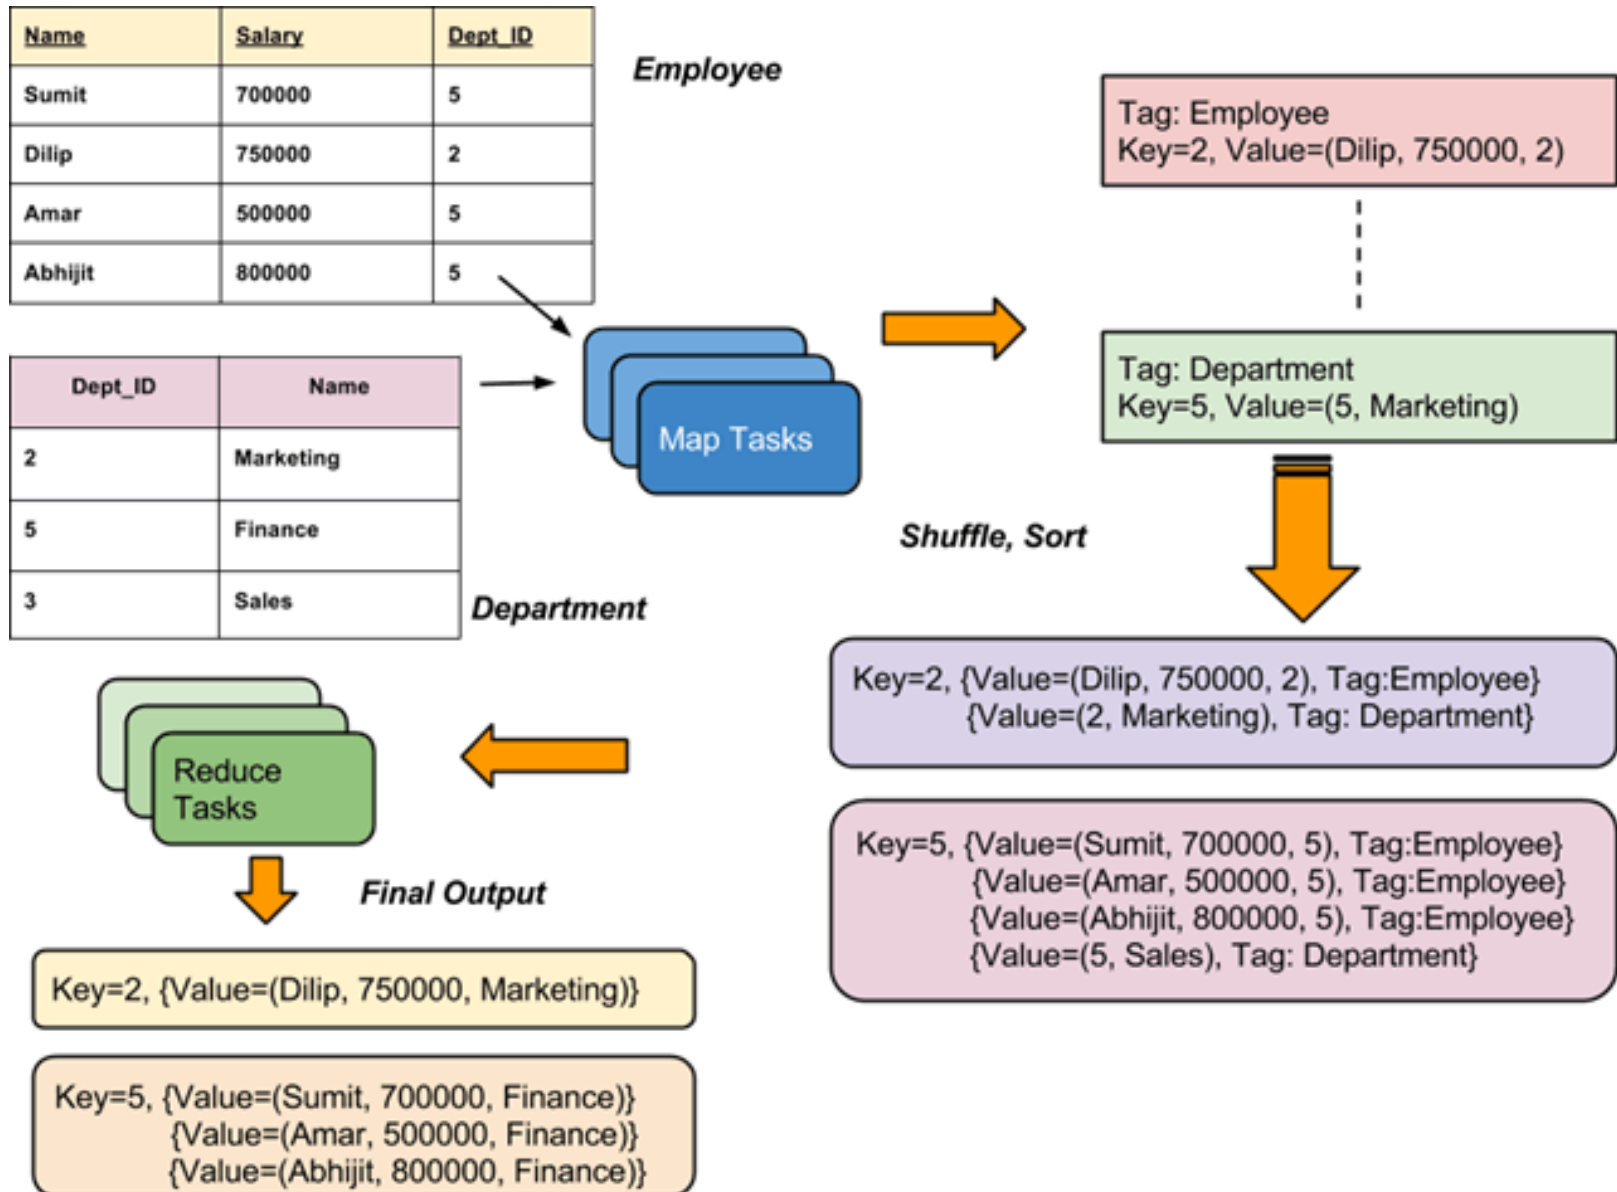 Name Salary Dept_ID
Sumit 700000 5
Dilip 750000 2
Amar 500000 5
Abhijit 800000 5
Employee
Dept_ID Name
2 Marketing
5 Finance
3 Sales
Department
Map Tasks
Tag: Employee
Key=2, Value=(Dilip, 750000, 2)
Tag: Department
Key=5, Value=(5, Marketing)
Shuffle, Sort
Key=2, {Value=(Dilip, 750000, 2), Tag:Employee}
{Value=(2, Marketing), Tag: Department}
Key=5, {Value=(Sumit, 700000, 5), Tag:Employee}
{Value=(Amar, 500000, 5), Tag:Employee}
{Value=(Abhijit, 800000, 5), Tag:Employee}
{Value=(5, Sales), Tag: Department}
Reduce
Tasks
Final Output
Key=2, {Value=(Dilip, 750000, Marketing)}
Key=5, {Value=(Sumit, 700000, Finance)}
{Value=(Amar, 500000, Finance)}
{Value=(Abhijit, 800000, Finance)}